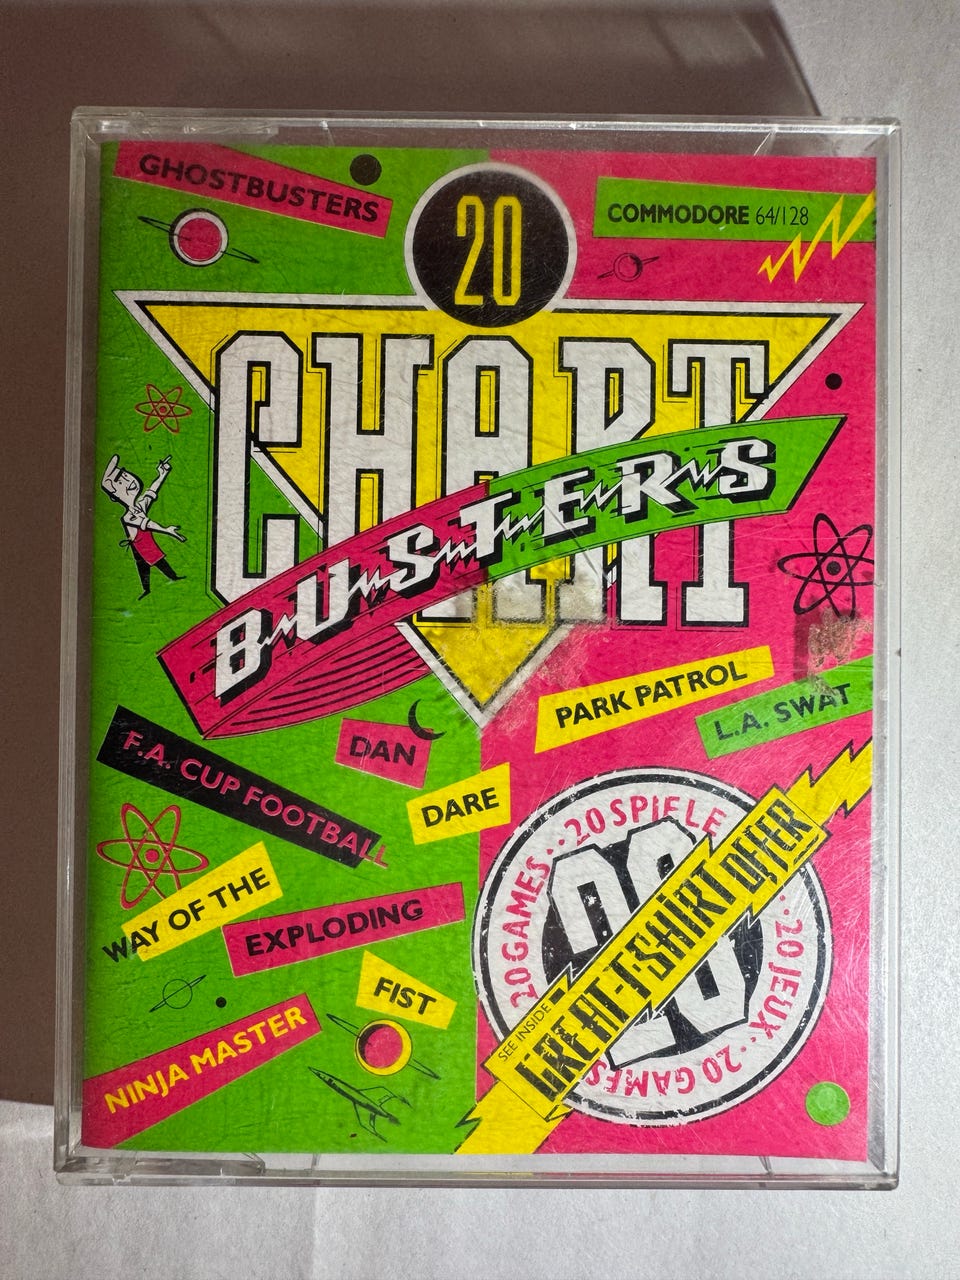 GHOSTBUSTERS
20
COMMODORE 64/128
CHART
BUSTERS
PARK PATROL
L.A. SWAT
F.A. CUP FOOTBALL
DAN
DARE
WAY OF THE
EXPLODING
FIST
NINJA MASTER
20 GAMES··20 SPIELE
··20 JEUX··20 GAMES
20
SEE INSIDE
T-SHIRT OFFER